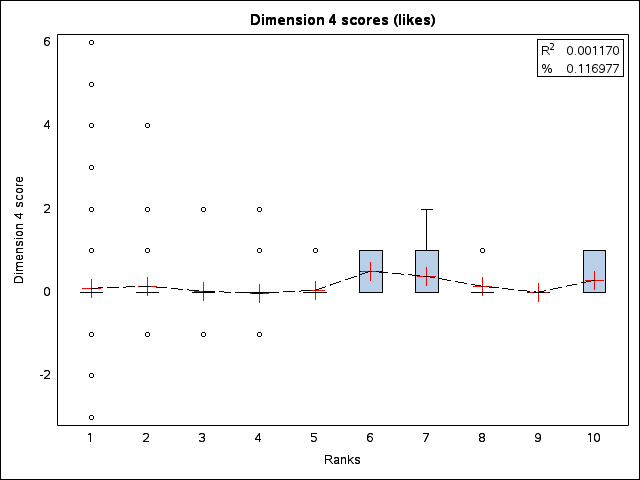 Dimension 4 scores (likes)
R2 0.001170
% 0.116977
Dimension 4 score
6
4
2
0
-2
1 2 3 4 5 6 7 8 9 10
Ranks